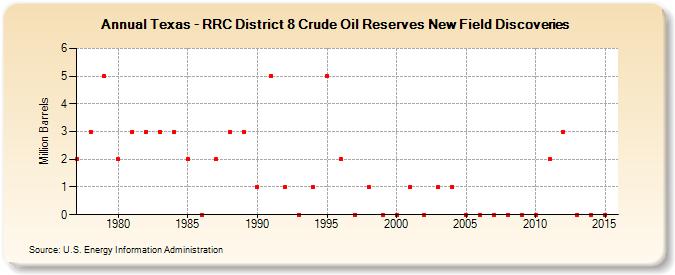 Annual Texas - RRC District 8 Crude Oil Reserves New Field Discoveries
Million Barrels
6
5
4
3
2
1
0
1980 1985 1990 1995 2000 2005 2010 2015
Source: U.S. Energy Information Administration